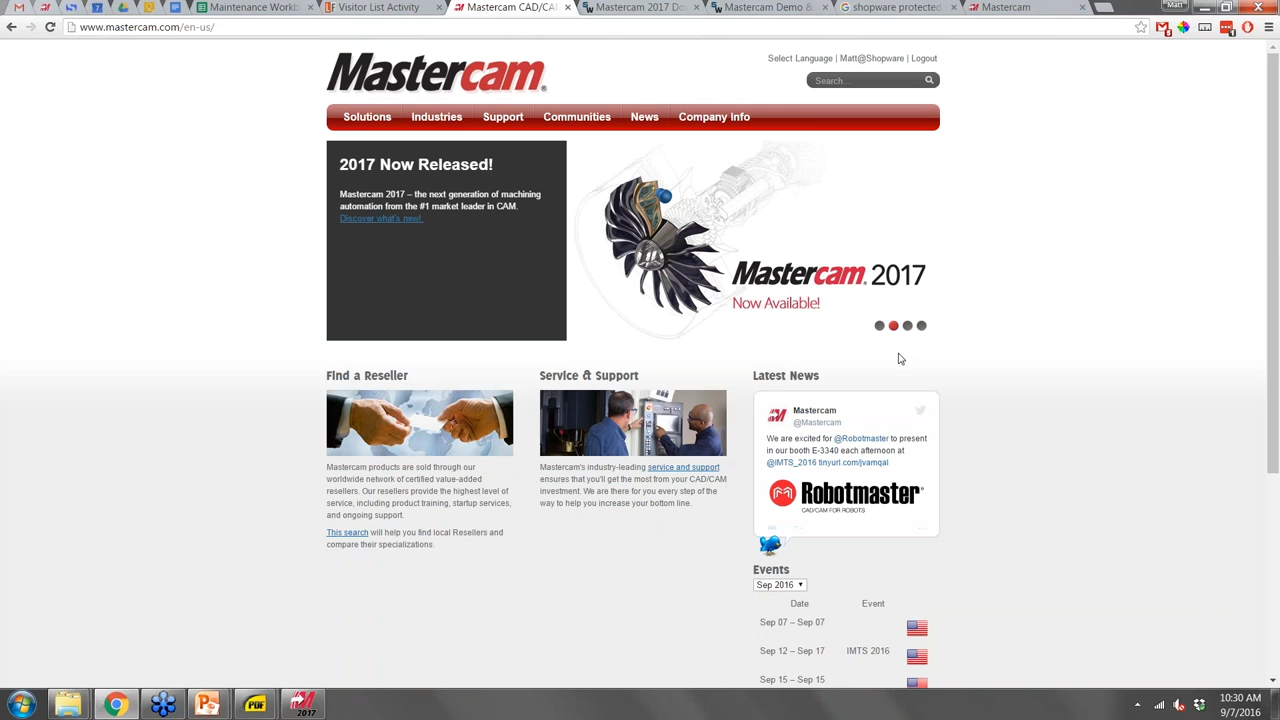 Maintenance Workb
Visitor List Activity
Mastercam CAD/CA
Mastercam 2017 Do
Mastercam Demo &
shopware protected
Mastercam
Matt
www.mastercam.com/en-us/
Mastercam
Select Language | Matt@Shopware | Logout
Search...
Solutions
Industries
Support
Communities
News
Company Info
2017 Now Released!
Mastercam 2017 – the next generation of machining
automation from the #1 market leader in CAM.
Discover what's new!
Mastercam 2017
Now Available!
Find a Reseller
Mastercam products are sold through our
worldwide network of certified value-added
resellers. Our resellers provide the highest level of
service, including product training, startup services,
and ongoing support.
This search will help you find local Resellers and
compare their specializations.
Service & Support
Mastercam's industry-leading service and support
ensures that you'll get the most from your CAD/CAM
investment. We are there for you every step of the
way to help you increase your bottom line.
Latest News
Mastercam
@Mastercam
We are excited for @Robotmaster to present
in our booth E-3340 each afternoon at
@IMTS_2016 tinyurl.com/jvamqal
Robotmaster
CAD/CAM FOR ROBOTS
Events
Sep 2016
Date
Event
Sep 07 – Sep 07
Sep 12 – Sep 17
IMTS 2016
Sep 15 – Sep 15
PDF
2017
10:30 AM
9/7/2016